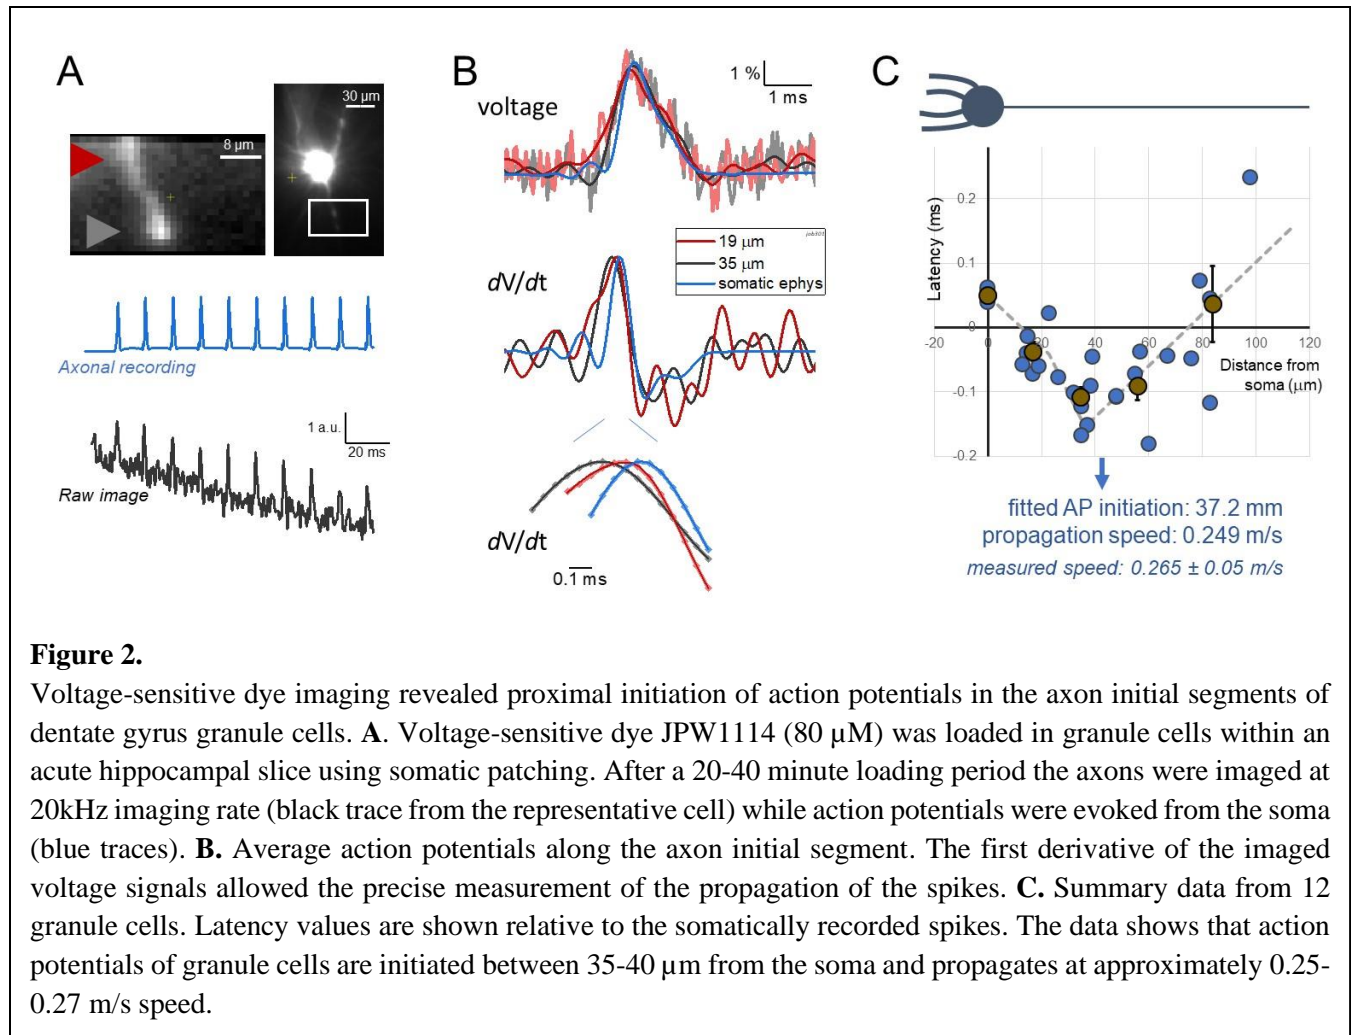 A
B
C
30 µm
8 µm
voltage
1 %
1 ms
19 µm
35 µm
somatic ephys
dV/dt
Axonal recording
1 a.u.
20 ms
Raw image
dV/dt
0.1 ms
Latency (ms)
0.2
0.1
0
-0.1
-0.2
-20
0
20
40
60
80
100
120
Distance from
soma (µm)
fitted AP initiation: 37.2 mm
propagation speed: 0.249 m/s
measured speed: 0.265 ± 0.05 m/s
Figure 2.
Voltage-sensitive dye imaging revealed proximal initiation of action potentials in the axon initial segments of
dentate gyrus granule cells. A. Voltage-sensitive dye JPW1114 (80 µM) was loaded in granule cells within an
acute hippocampal slice using somatic patching. After a 20-40 minute loading period the axons were imaged at
20kHz imaging rate (black trace from the representative cell) while action potentials were evoked from the soma
(blue traces). B. Average action potentials along the axon initial segment. The first derivative of the imaged
voltage signals allowed the precise measurement of the propagation of the spikes. C. Summary data from 12
granule cells. Latency values are shown relative to the somatically recorded spikes. The data shows that action
potentials of granule cells are initiated between 35-40 µm from the soma and propagates at approximately 0.25-
0.27 m/s speed.